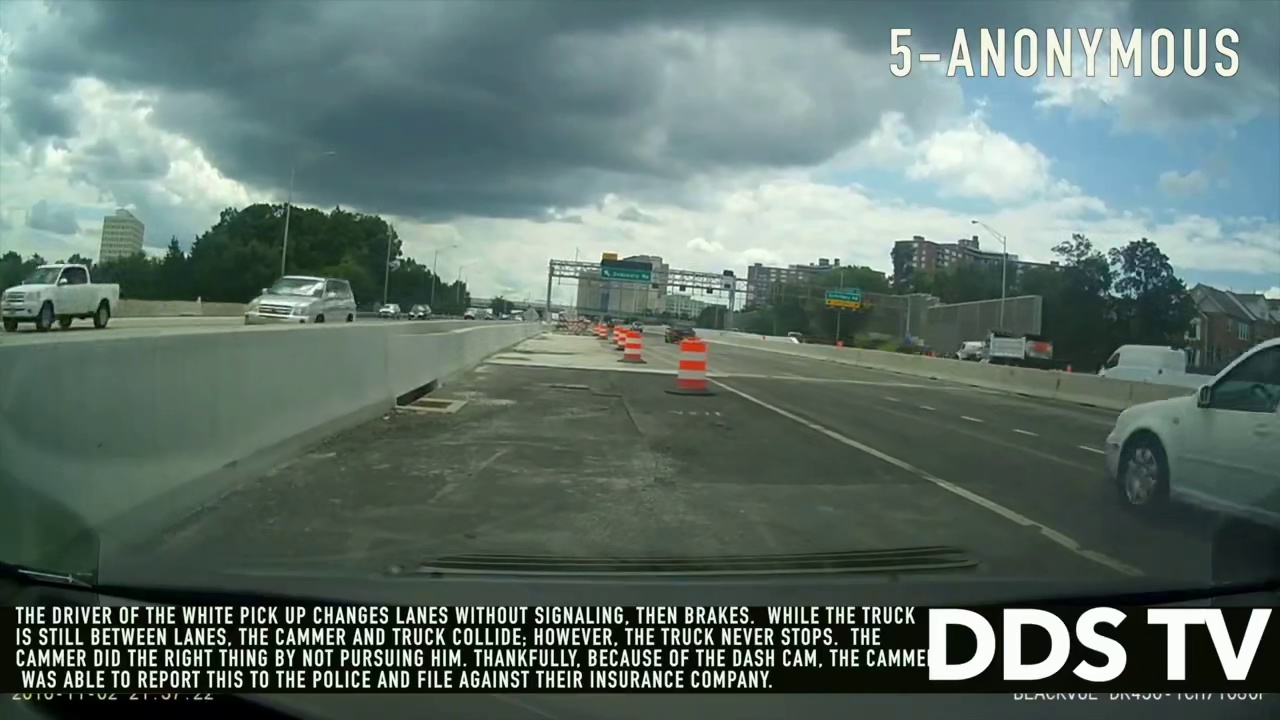 5-ANONYMOUS
THE DRIVER OF THE WHITE PICK UP CHANGES LANES WITHOUT SIGNALING, THEN BRAKES. WHILE THE TRUCK
IS STILL BETWEEN LANES, THE CAMMER AND TRUCK COLLIDE; HOWEVER, THE TRUCK NEVER STOPS. THE
CAMMER DID THE RIGHT THING BY NOT PURSUING HIM. THANKFULLY, BECAUSE OF THE DASH CAM, THE CAMME
WAS ABLE TO REPORT THIS TO THE POLICE AND FILE AGAINST THEIR INSURANCE COMPANY.
DDS TV